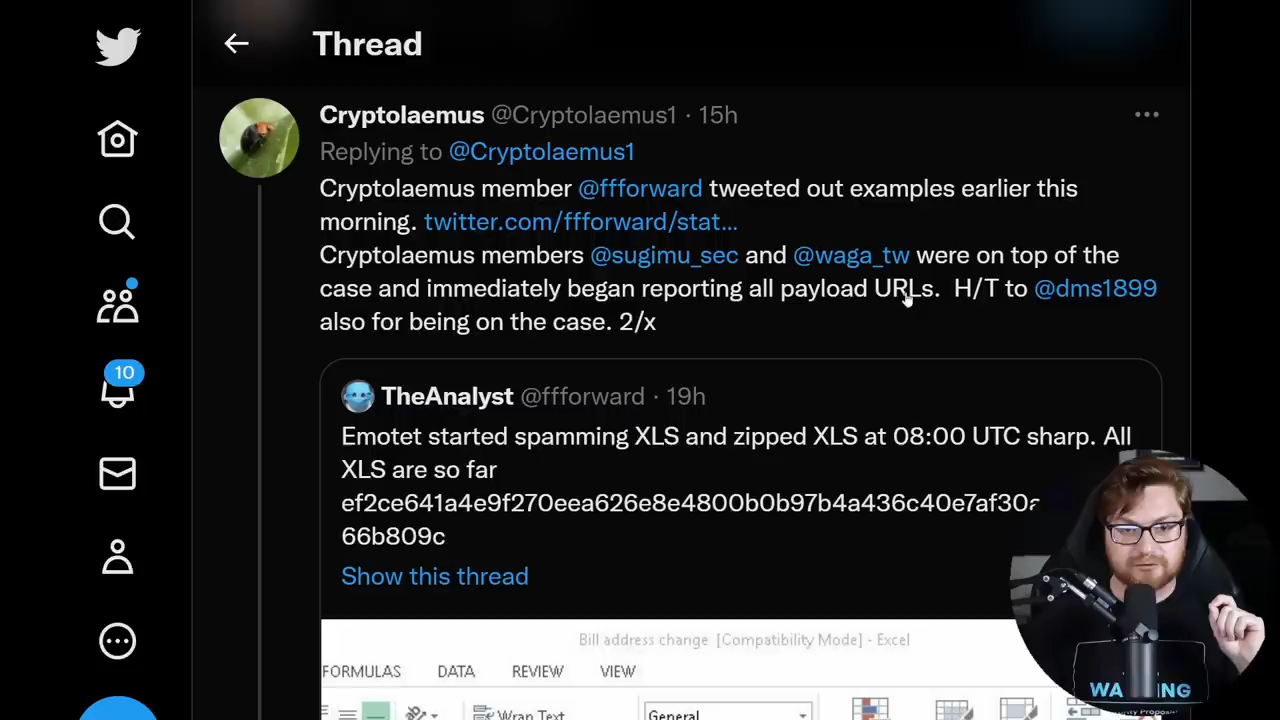 Thread
Cryptolaemus @Cryptolaemus1 · 15h
Replying to @Cryptolaemus1
Cryptolaemus member @ffforward tweeted out examples earlier this
morning. twitter.com/ffforward/stat...
Cryptolaemus members @sugimu_sec and @waga_tw were on top of the
case and immediately began reporting all payload URLs. H/T to @dms1899
also for being on the case. 2/x
10
TheAnalyst @ffforward · 19h
Emotet started spamming XLS and zipped XLS at 08:00 UTC sharp. All
XLS are so far
ef2ce641a4e9f270eea626e8e4800b0b97b4a436c40e7af30a
66b809c
Show this thread
Bill address change [Compatibility Mode] - Excel
FORMULAS DATA REVIEW VIEW
Wrap Text General